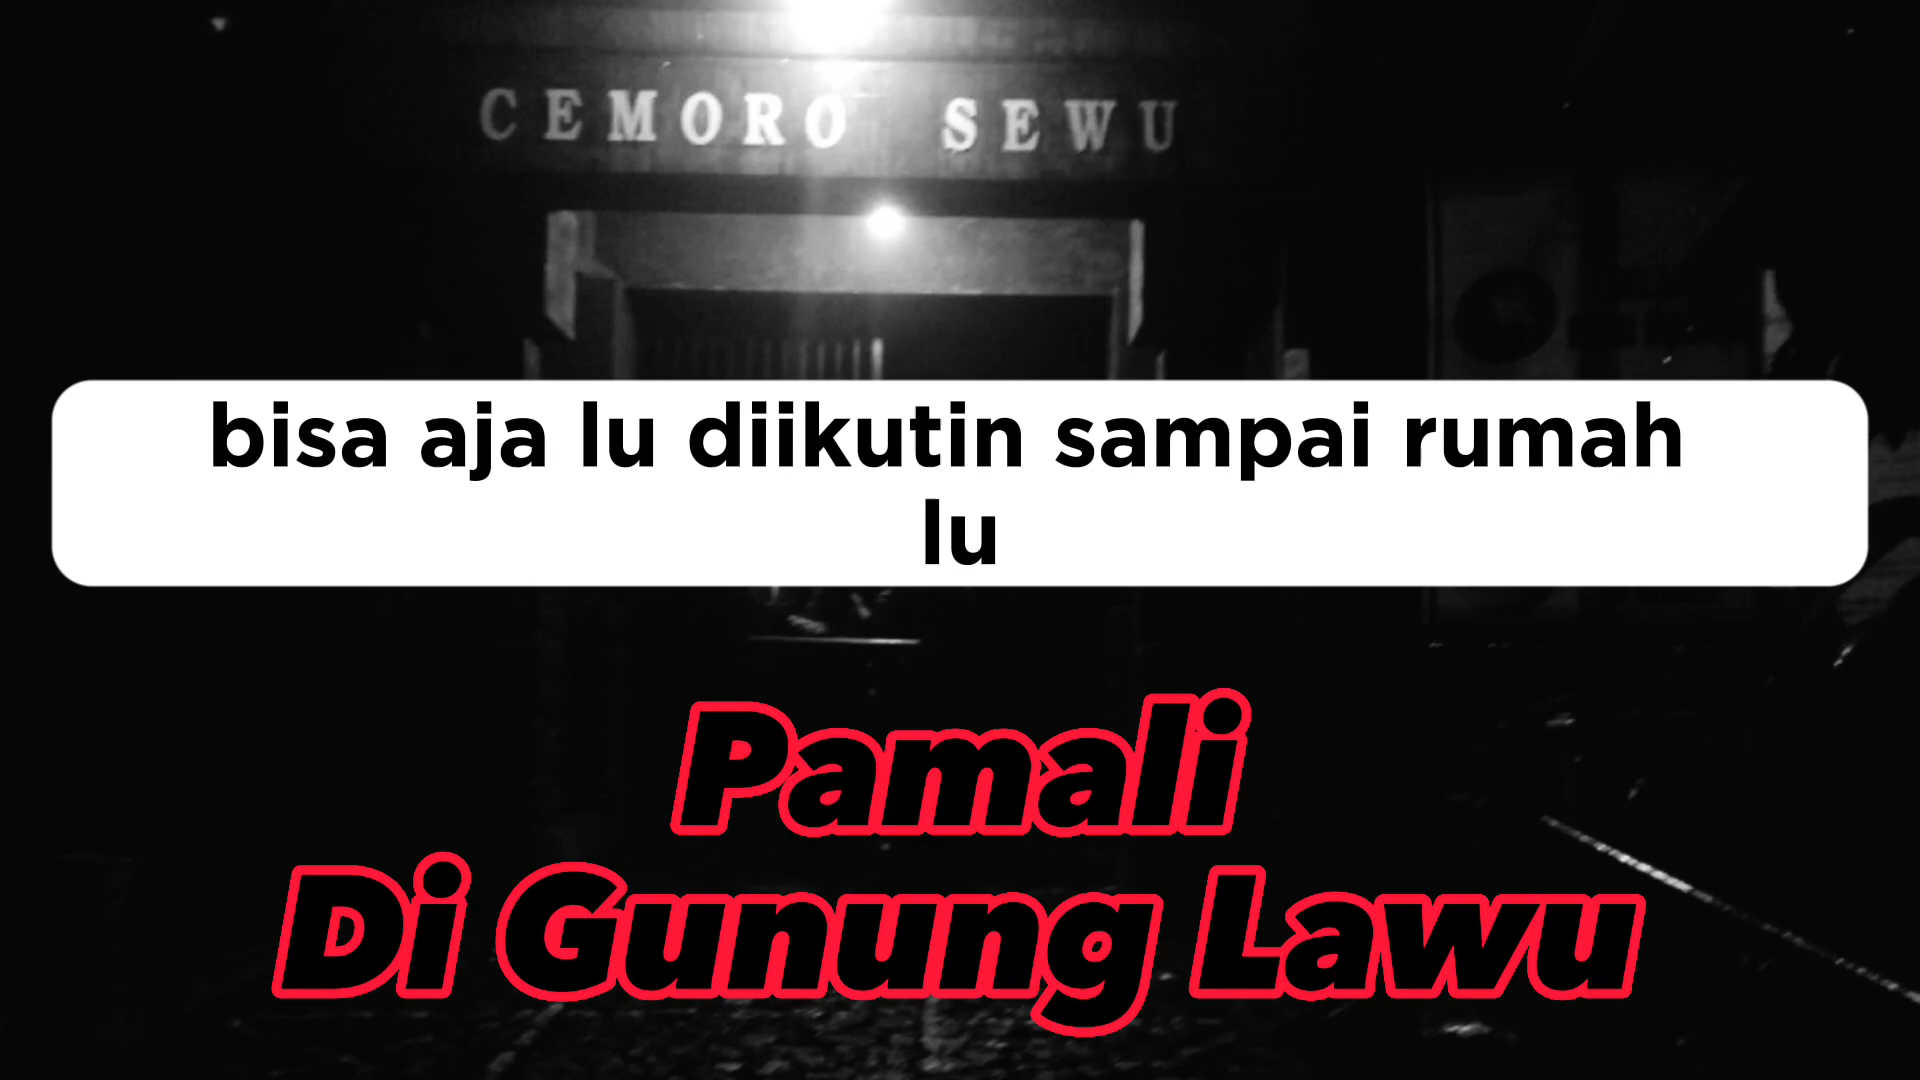 CEMORO SEWU
bisa aja lu diikutin sampai rumah
lu
Pamali
Di Gunung Lawu